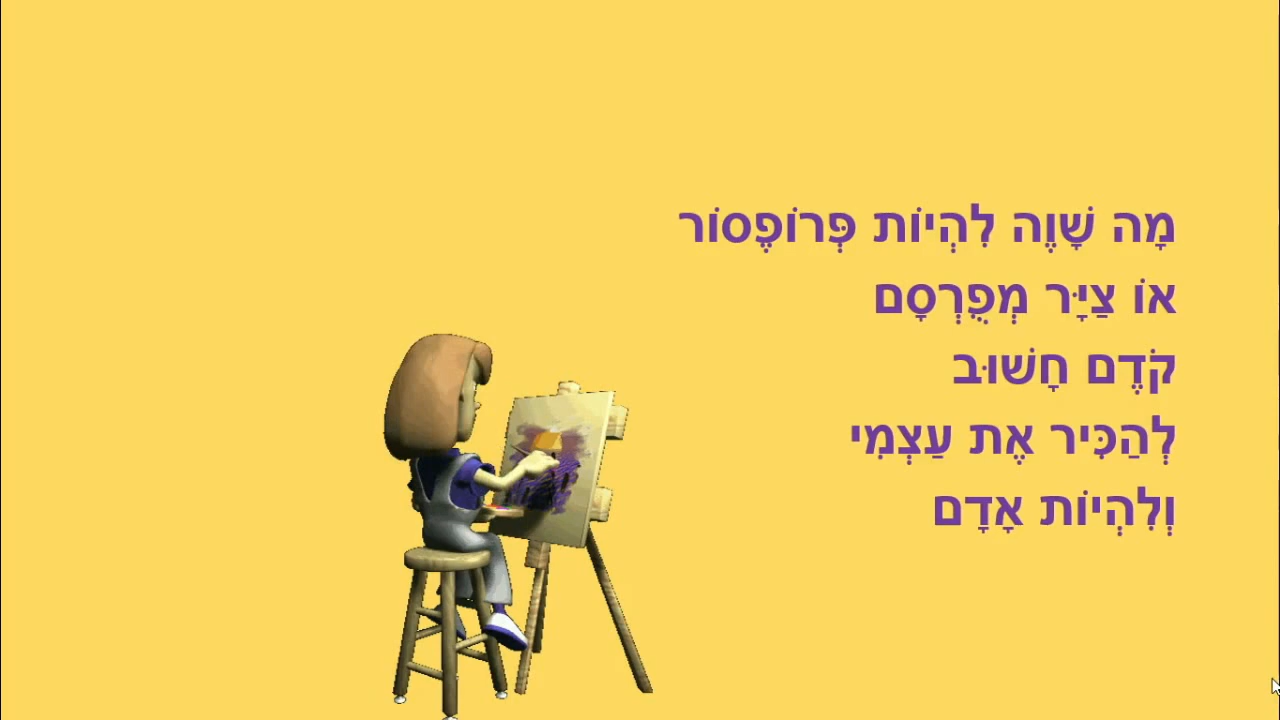 מָה שָׁוֶה לִהְיוֹת פְּרוֹפֶסוֹר
אוֹ צַיָּר מְפֻרְסָם
קֹדֶם חָשׁוּב
לְהַכִּיר אֶת עַצְמִי
וְלִהְיוֹת אָדָם